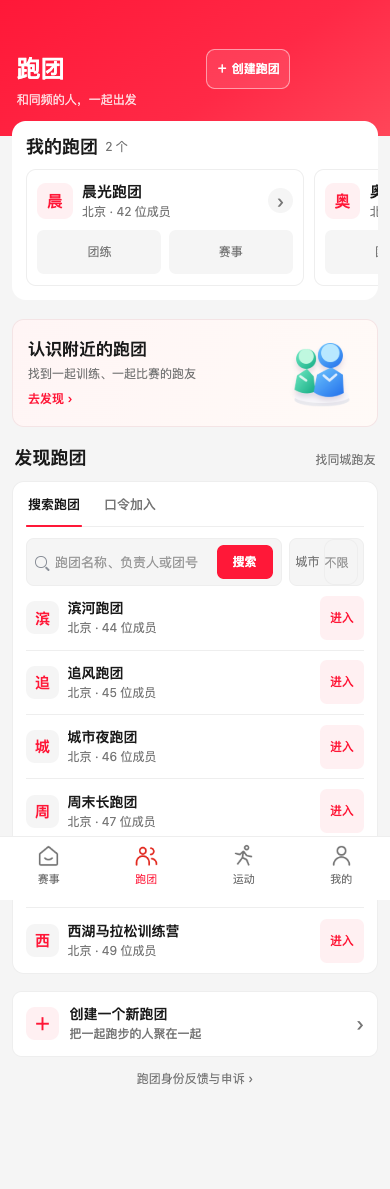 跑团
+ 创建跑团
和同频的人，一起出发
我的跑团 2 个
晨 晨光跑团 ›
北京 · 42 位成员
团练 赛事
奥
认识附近的跑团
找到一起训练、一起比赛的跑友
去发现 ›
发现跑团 找同城跑友
搜索跑团 口令加入
跑团名称、负责人或团号 搜索 城市 不限
滨 滨河跑团 进入
北京 · 44 位成员
追 追风跑团 进入
北京 · 45 位成员
城 城市夜跑团 进入
北京 · 46 位成员
周 周末长跑团 进入
北京 · 47 位成员
赛事 跑团 运动 我的
西 西湖马拉松训练营 进入
北京 · 49 位成员
+ 创建一个新跑团 ›
把一起跑步的人聚在一起
跑团身份反馈与申诉 ›